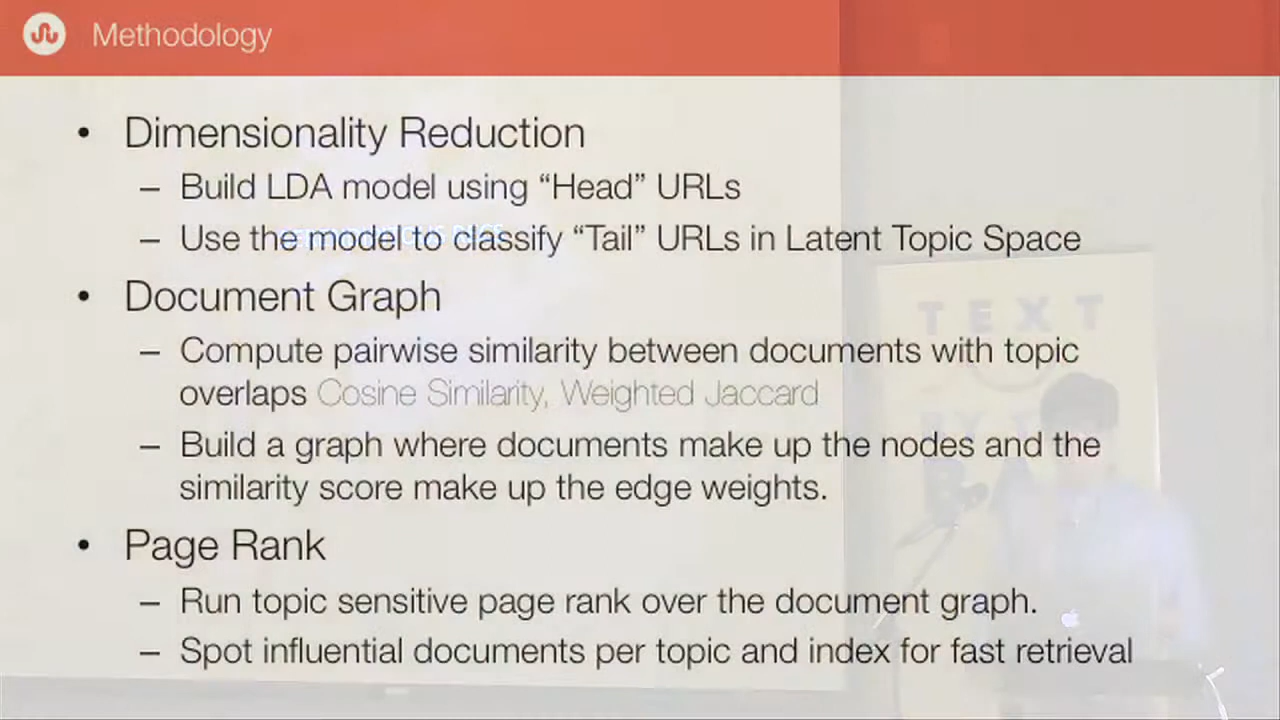 Methodology
• Dimensionality Reduction
– Build LDA model using “Head” URLs
– Use the model to classify “Tail” URLs in Latent Topic Space
• Document Graph
– Compute pairwise similarity between documents with topic
overlaps Cosine Similarity, Weighted Jaccard
– Build a graph where documents make up the nodes and the
similarity score make up the edge weights.
• Page Rank
– Run topic sensitive page rank over the document graph.
– Spot influential documents per topic and index for fast retrieval
TEXT
BY T
BA